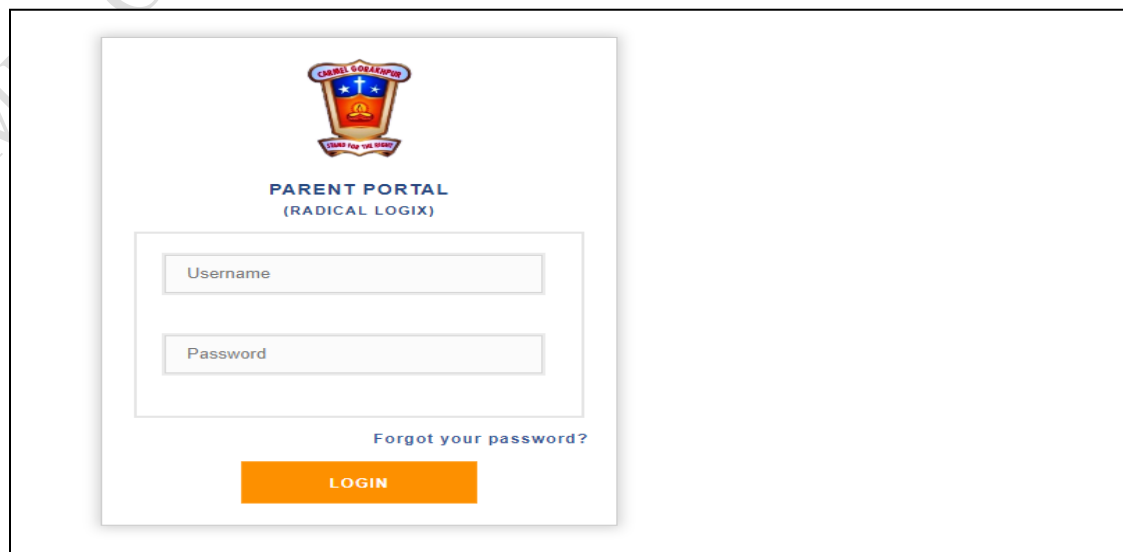 CARMEL GORAKHPUR
STAND FOR THE RIGHT
PARENT PORTAL
(RADICAL LOGIX)
Username
Password
Forgot your password?
LOGIN